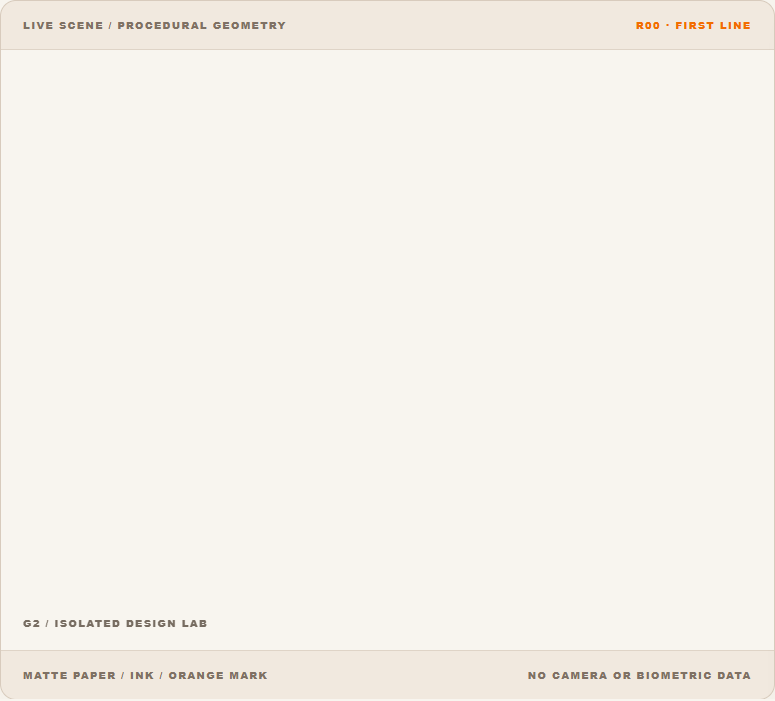 LIVE SCENE / PROCEDURAL GEOMETRY
R00 · FIRST LINE
G2 / ISOLATED DESIGN LAB
MATTE PAPER / INK / ORANGE MARK
NO CAMERA OR BIOMETRIC DATA